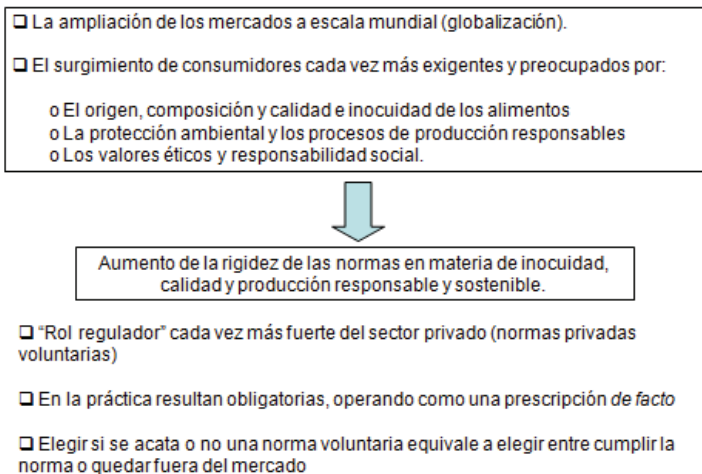 ❑ La ampliación de los mercados a escala mundial (globalización).
❑ El surgimiento de consumidores cada vez más exigentes y preocupados por:
o El origen, composición y calidad e inocuidad de los alimentos
o La protección ambiental y los procesos de producción responsables
o Los valores éticos y responsabilidad social.
Aumento de la rigidez de las normas en materia de inocuidad,
calidad y producción responsable y sostenible.
❑ “Rol regulador” cada vez más fuerte del sector privado (normas privadas
voluntarias)
❑ En la práctica resultan obligatorias, operando como una prescripción de facto
❑ Elegir si se acata o no una norma voluntaria equivale a elegir entre cumplir la
norma o quedar fuera del mercado